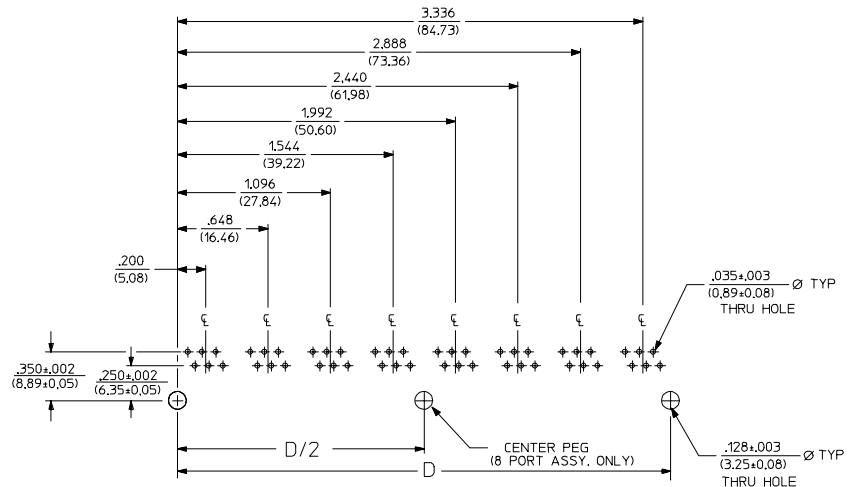 3.336
(84.73)
2.888
(73.36)
2.440
(61.98)
1.992
(50.60)
1.544
(39.22)
1.096
(27.84)
.648
(16.46)
.200
(5.08)
.035±.003
(0.89±0.08)
Ø TYP
THRU HOLE
℄ ℄ ℄ ℄ ℄ ℄ ℄ ℄
.350±.002
(8.89±0.05)
.250±.002
(6.35±0.05)
D/2
CENTER PEG
(8 PORT ASSY. ONLY)
D
.128±.003
(3.25±0.08)
Ø TYP
THRU HOLE